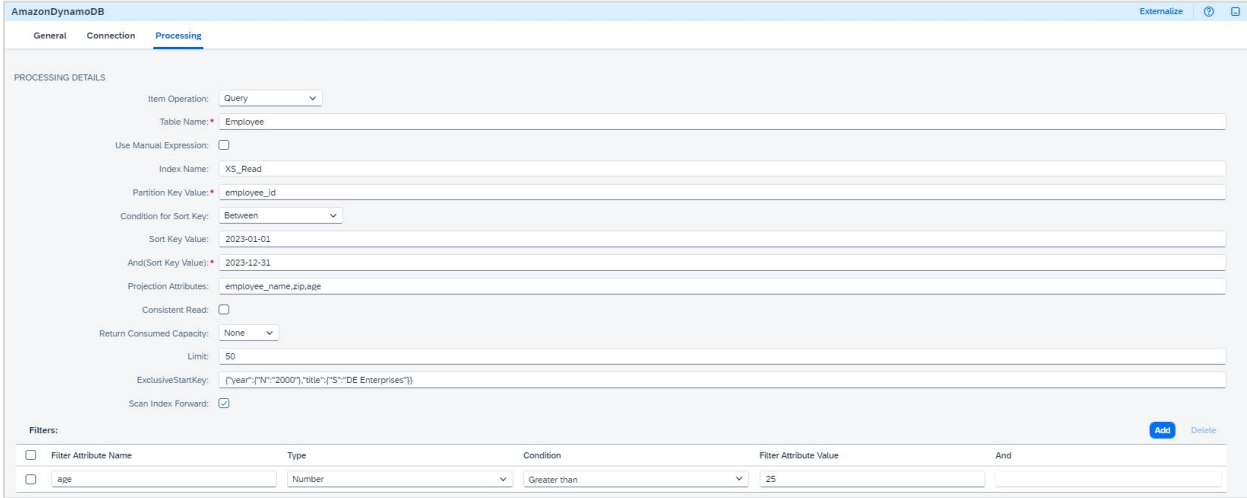 AmazonDynamoDB Externalize
General Connection Processing
PROCESSING DETAILS
Item Operation: Query
Table Name:* Employee
Use Manual Expression:
Index Name: XS_Read
Partition Key Value:* employee_id
Condition for Sort Key: Between
Sort Key Value: 2023-01-01
And(Sort Key Value):* 2023-12-31
Projection Attributes: employee_name,zip,age
Consistent Read:
Return Consumed Capacity: None
Limit: 50
ExclusiveStartKey: {"year":{"N":"2000"},"title":{"S":"DE Enterprises"}}
Scan Index Forward:
Filters: Add Delete
Filter Attribute Name Type Condition Filter Attribute Value And
age Number Greater than 25